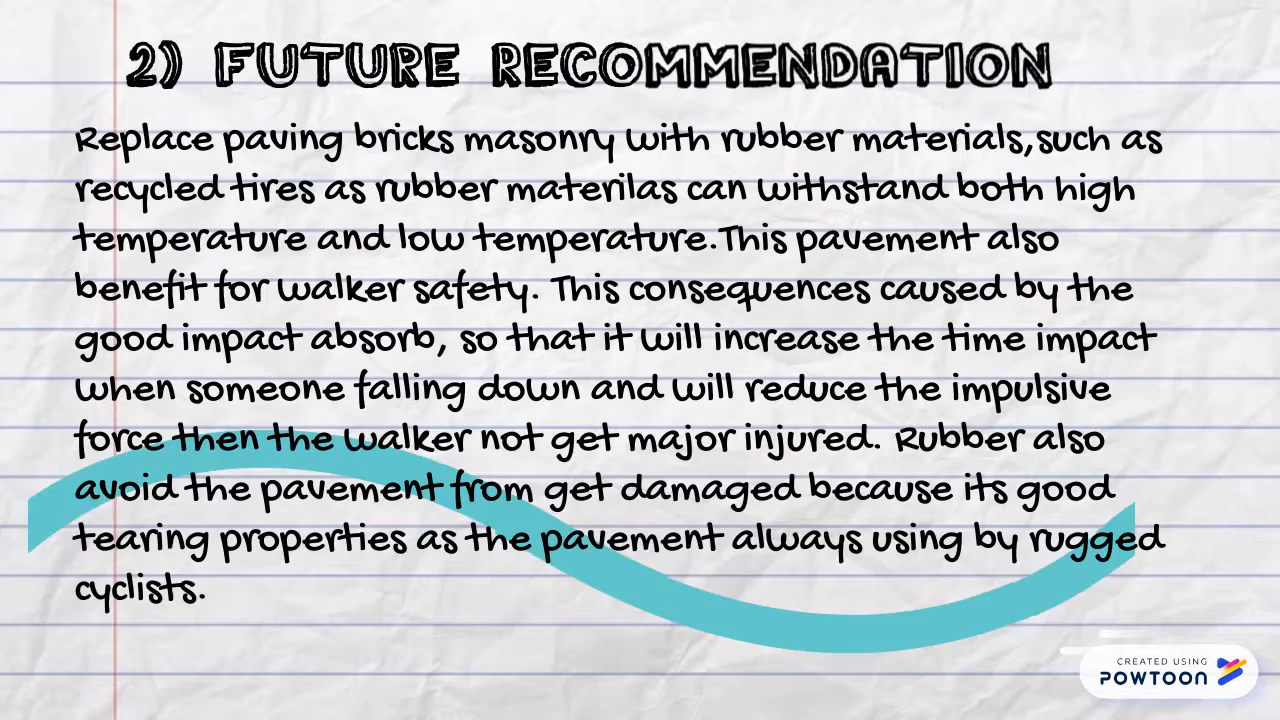 2) FUTURE RECOMMENDATION
Replace paving bricks masonry with rubber materials,such as
recycled tires as rubber materilas can withstand both high
temperature and low temperature.This pavement also
benefit for walker safety. This consequences caused by the
good impact absorb, so that it will increase the time impact
when someone falling down and will reduce the impulsive
force then the walker not get major injured. Rubber also
avoid the pavement from get damaged because its good
tearing properties as the pavement always using by rugged
cyclists.
CREATED USING
POWTOON